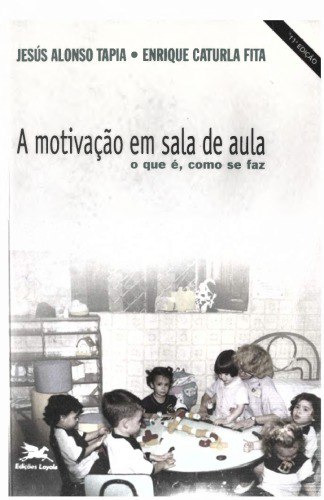 11ª EDIÇÃO
JESÚS ALONSO TAPIA • ENRIQUE CATURLA FITA
A motivação em sala de aula
o que é, como se faz
Edições Loyola